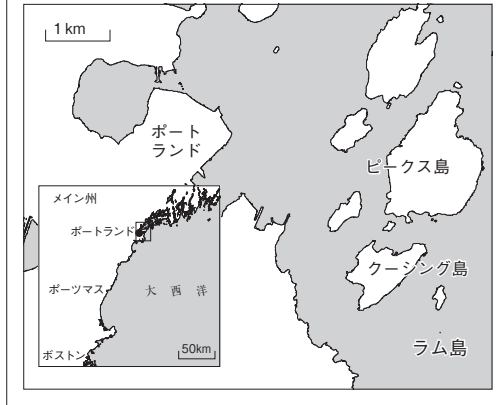 1 km
ポート
ランド
ピークス島
メイン州
ポートランド
クーシング島
ポーツマス
大西洋
ラム島
ボストン
50km